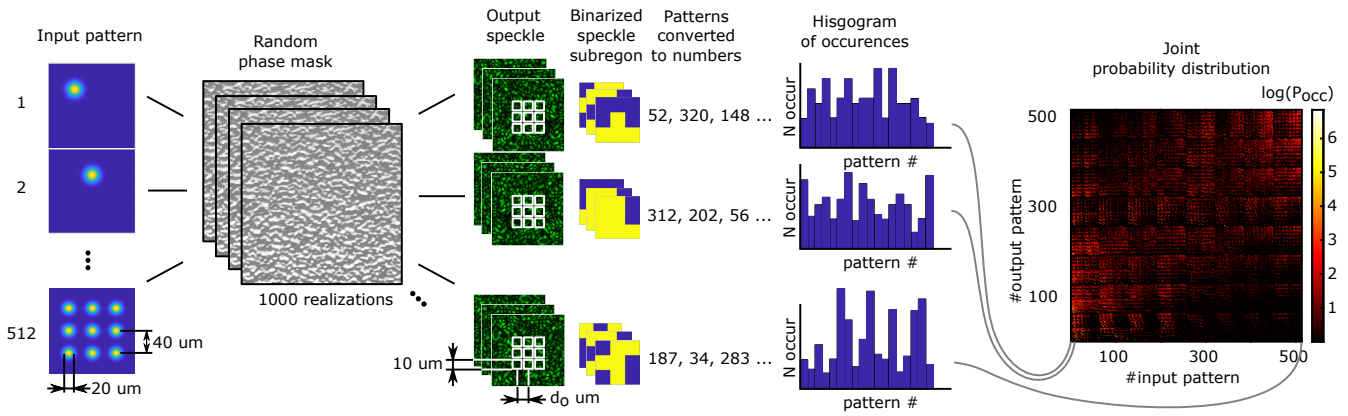 Input pattern
1
2
512
40 um
20 um
Random
phase mask
1000 realizations
Output
speckle
10 um
do um
Binarized
speckle
subregon
Patterns
converted
to numbers
52, 320, 148 ...
312, 202, 56 ...
187, 34, 283 ...
Hisgogram
of occurences
N occur
pattern #
N occur
pattern #
N occur
pattern #
Joint
probability distribution
log(Pocc)
500
300
100
#output pattern
100
300
500
#input pattern
6
5
4
3
2
1